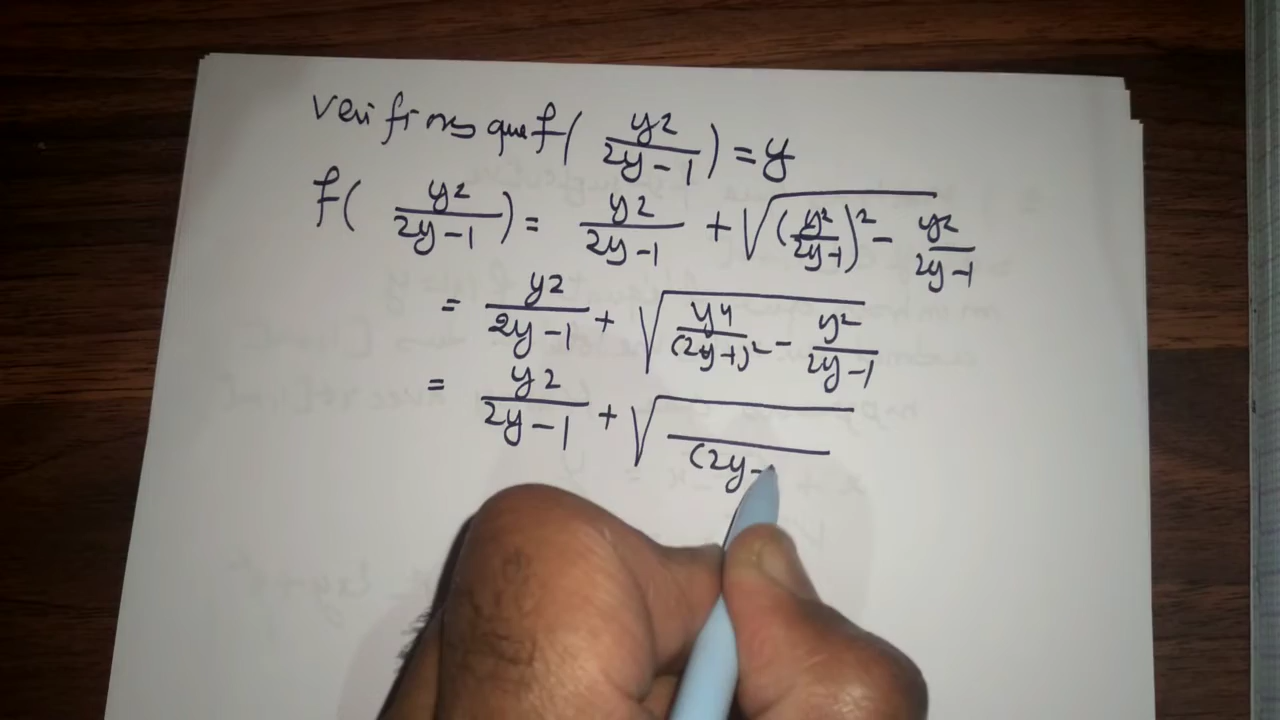 Verifions que f( y2/2y-1 ) = y
f( y2/2y-1 ) = y2/2y-1 + √( (y2/2y-1)² - y2/2y-1 )
= y2/2y-1 + √( y4/(2y-1)² - y2/2y-1 )
= y2/2y-1 + √( /(2y-